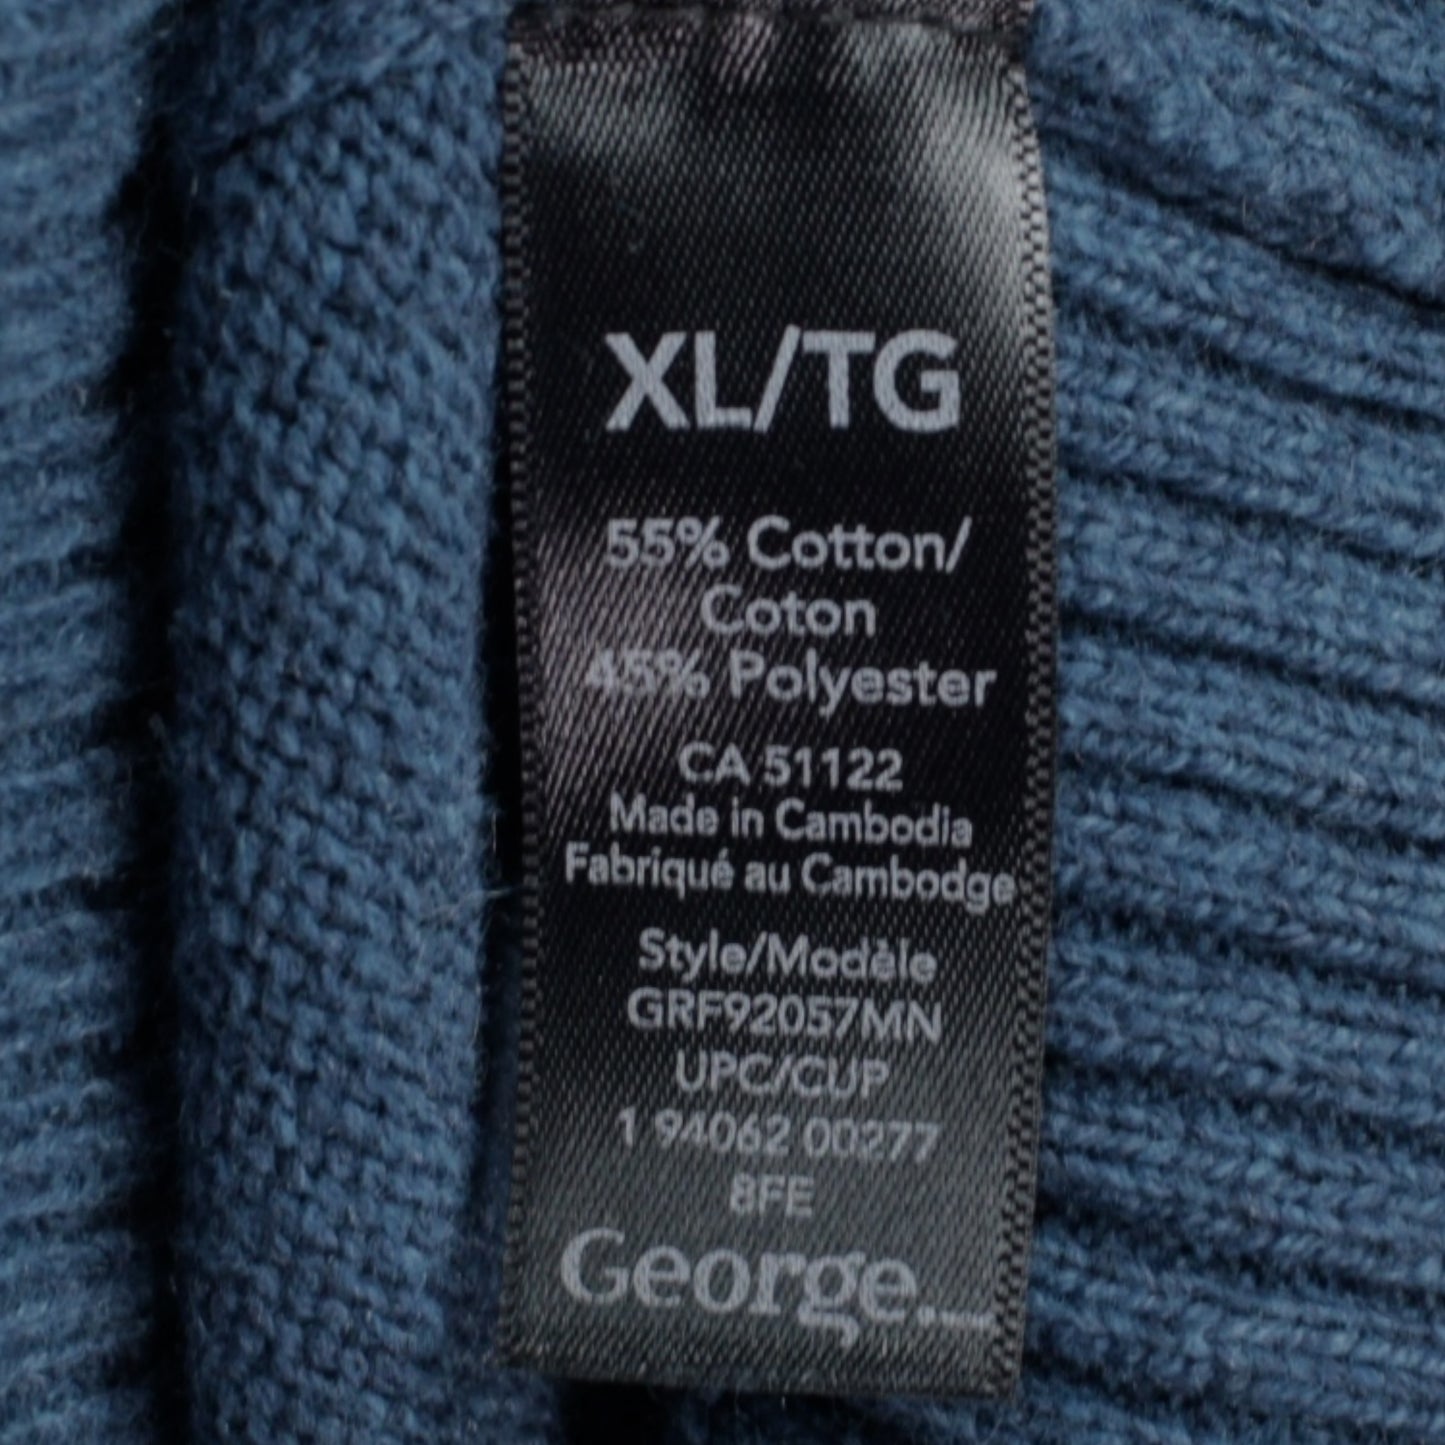 XL/TG
55% Cotton/
Coton
45% Polyester
CA 51122
Made in Cambodia
Fabriqué au Cambodge
Style/Modèle
GRF92057MN
UPC/CUP
1 94062 00277
8FE
George.